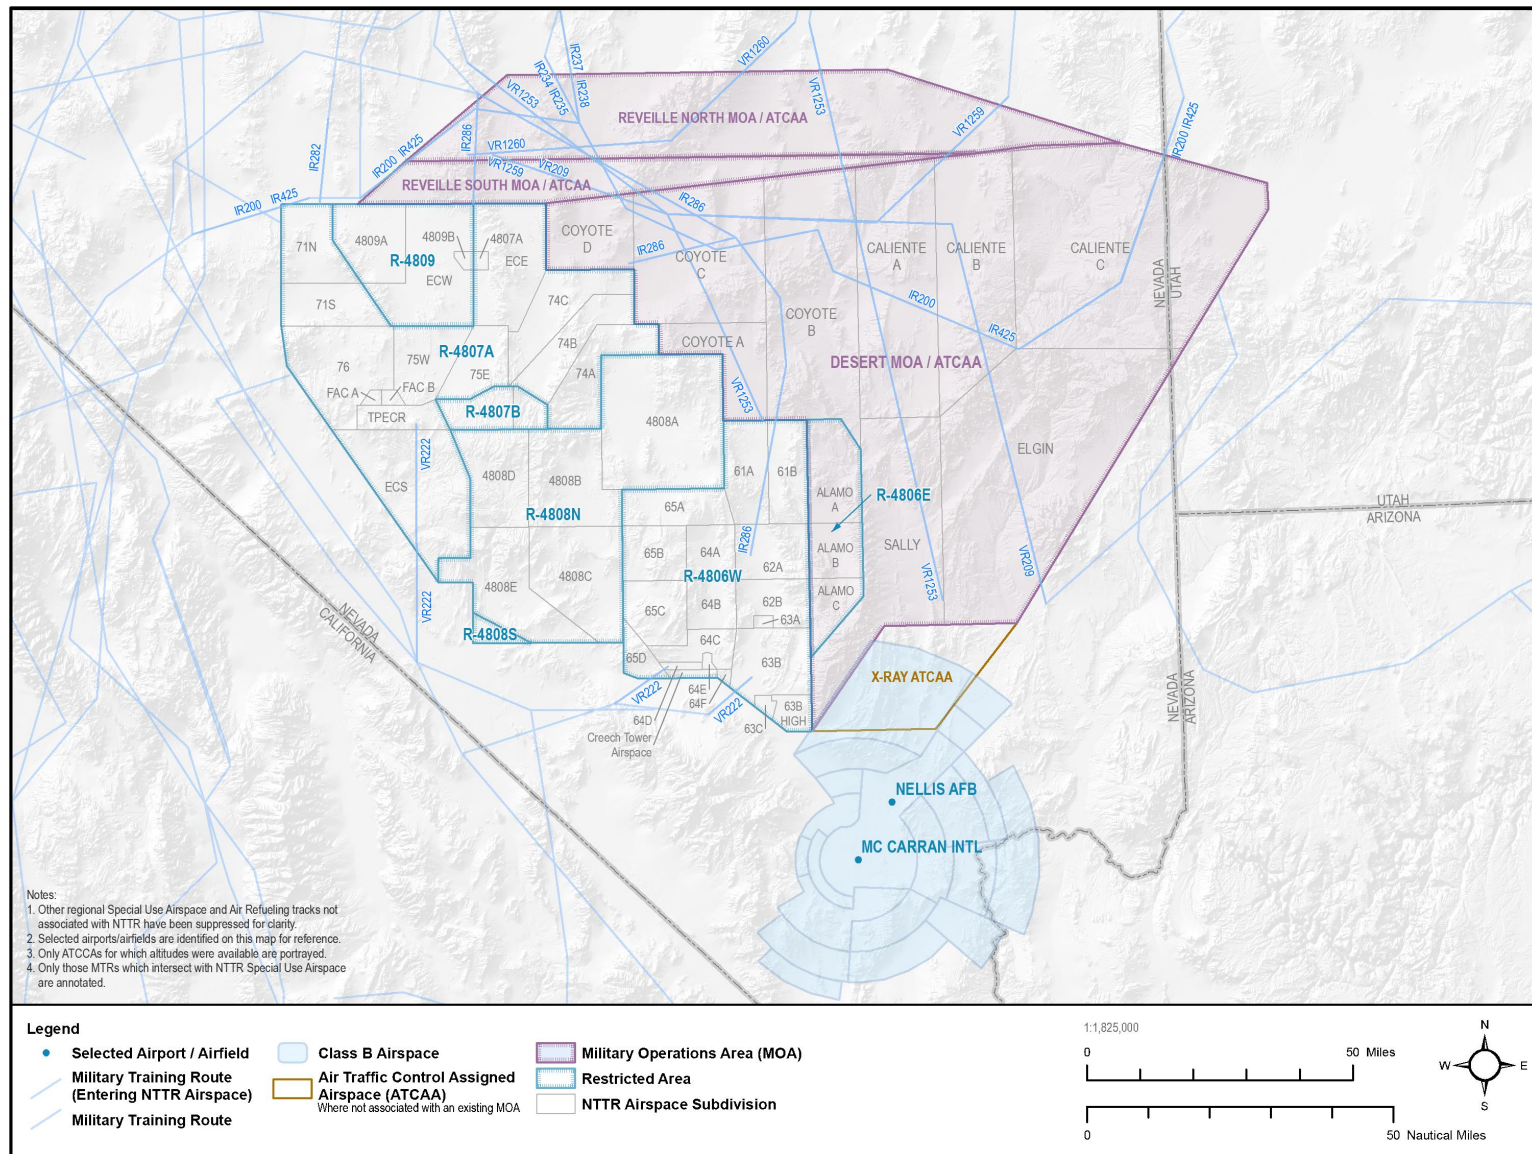 IR237
IR238
IR234
IR235
VR1253
VR1260
VR1253
VR1259
IR200 IR425
REVEILLE NORTH MOA / ATCAA
IR282
IR286
IR200 IR425
VR1260
VR1259
VR209
REVEILLE SOUTH MOA / ATCAA
IR200 IR425
IR286
71N
4809A
4809B
4807A
R-4809
ECE
ECW
COYOTE
D
IR286
COYOTE
C
CALIENTE
A
CALIENTE
B
CALIENTE
C
NEVADA
UTAH
71S
74C
IR200
IR425
COYOTE
B
74B
COYOTE A
R-4807A
76
75W
75E
74A
DESERT MOA / ATCAA
FAC A
FAC B
TPECR
R-4807B
VR1253
4808A
VR222
ECS
4808D
4808B
61A
61B
ELGIN
ALAMO
A
R-4806E
R-4808N
65A
UTAH
ARIZONA
IR286
65B
64A
62A
ALAMO
B
SALLY
VR209
4808E
4808C
R-4806W
VR1253
ALAMO
C
VR222
65C
64B
62B
63A
NEVADA
CALIFORNIA
R-4808S
64C
65D
63B
X-RAY ATCAA
64E
64F
VR222
VR222
64D
63C
63B
HIGH
Creech Tower
Airspace
NEVADA
ARIZONA
NELLIS AFB
MC CARRAN INTL
Notes:
1. Other regional Special Use Airspace and Air Refueling tracks not
associated with NTTR have been suppressed for clarity.
2. Selected airports/airfields are identified on this map for reference.
3. Only ATCCAs for which altitudes were available are portrayed.
4. Only those MTRs which intersect with NTTR Special Use Airspace
are annotated.
Legend
Selected Airport / Airfield
Military Training Route
(Entering NTTR Airspace)
Military Training Route
Class B Airspace
Air Traffic Control Assigned
Airspace (ATCAA)
Where not associated with an existing MOA
Military Operations Area (MOA)
Restricted Area
NTTR Airspace Subdivision
1:1,825,000
0 50 Miles
0 50 Nautical Miles
N
W E
S